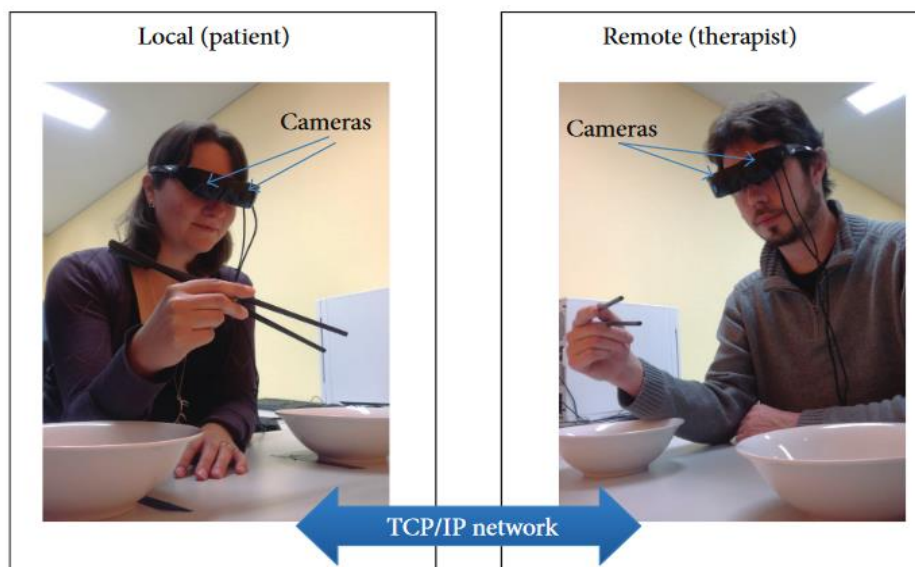 Local (patient)
Remote (therapist)
Cameras
Cameras
TCP/IP network